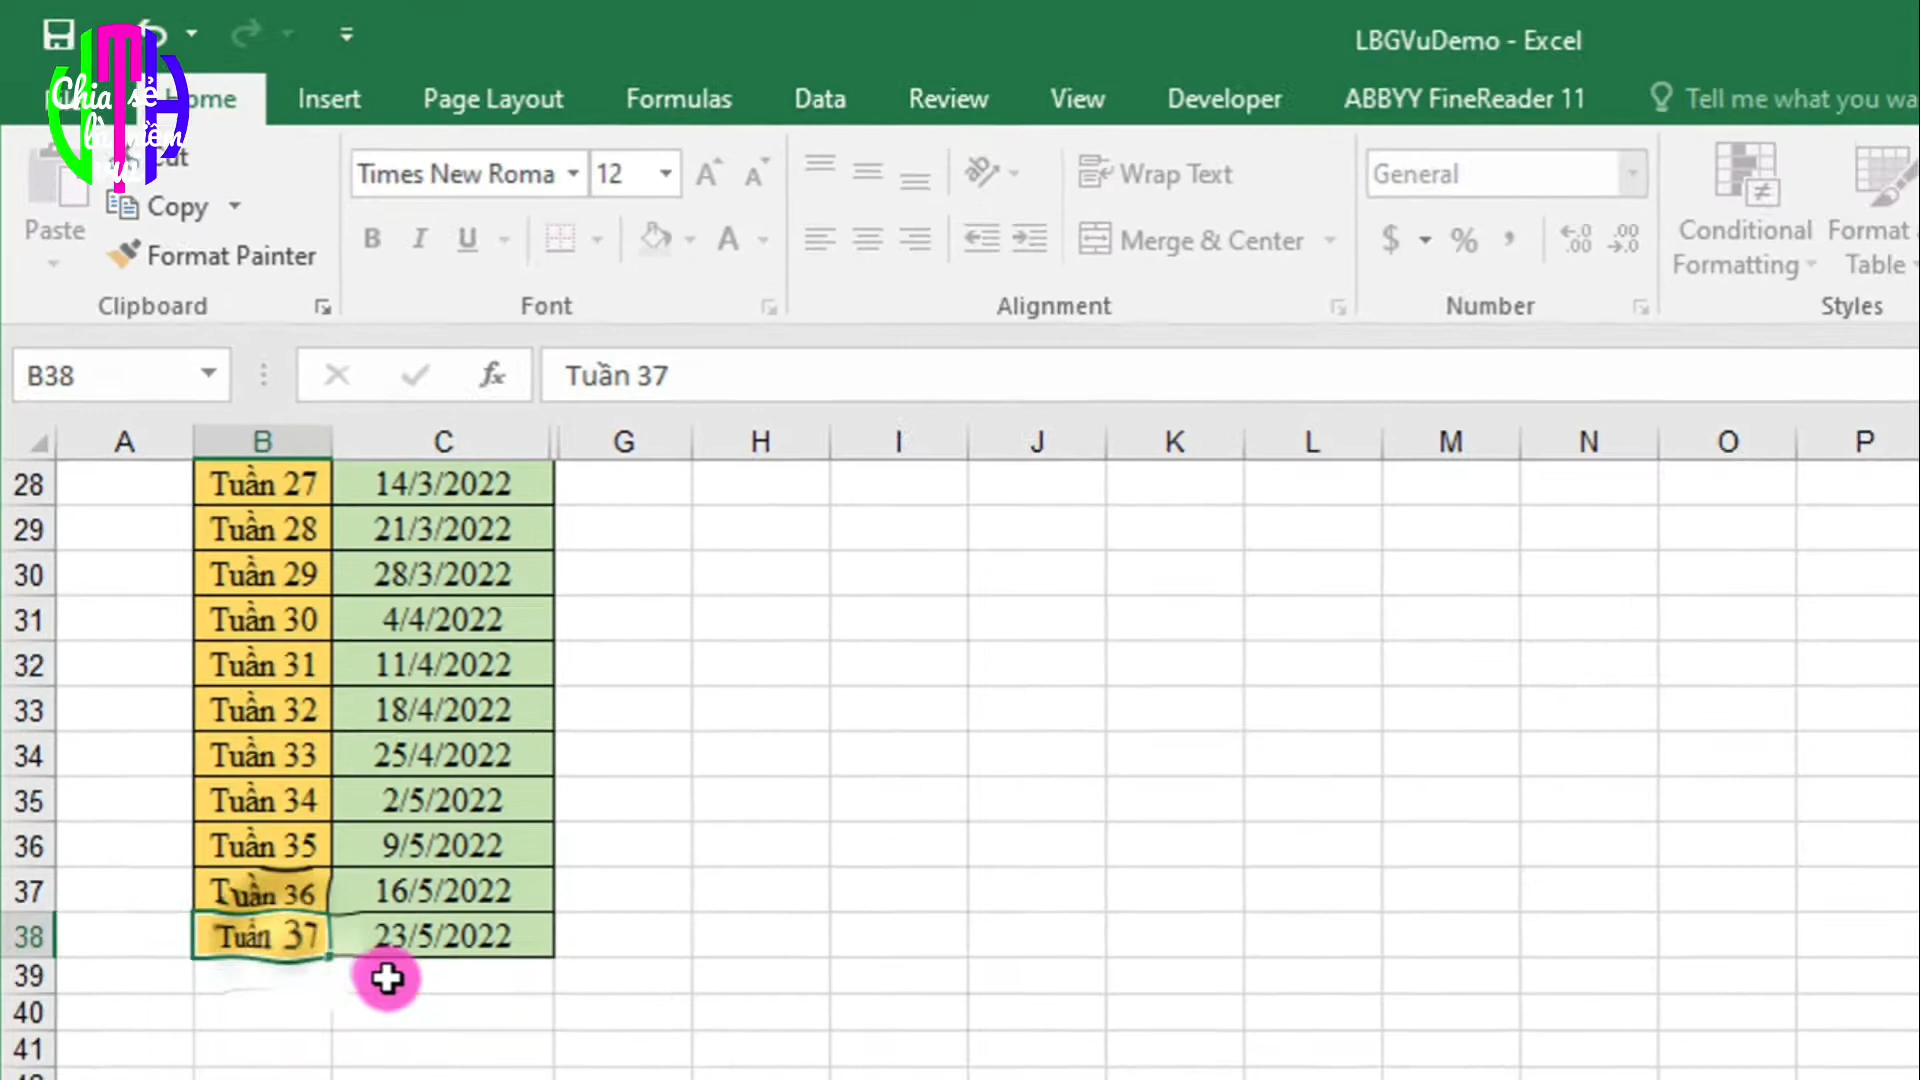 LBGVuDemo - Excel
Chia sẻ
là niềm
vui
Home
Insert
Page Layout
Formulas
Data
Review
View
Developer
ABBYY FineReader 11
Tell me what you wa
Cut
Copy
Format Painter
Paste
Clipboard
Times New Roma
12
B
I
U
Font
Wrap Text
Merge & Center
Alignment
General
$
%
Number
Conditional
Formatting
Format
Table
Styles
B38
fx
Tuần 37
A B C G H I J K L M N O P
28 Tuần 27 14/3/2022
29 Tuần 28 21/3/2022
30 Tuần 29 28/3/2022
31 Tuần 30 4/4/2022
32 Tuần 31 11/4/2022
33 Tuần 32 18/4/2022
34 Tuần 33 25/4/2022
35 Tuần 34 2/5/2022
36 Tuần 35 9/5/2022
37 Tuần 36 16/5/2022
38 Tuần 37 23/5/2022
39
40
41